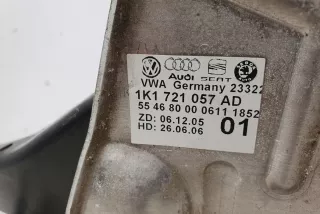 Audi SEAT
VWA Germany 23322
1K1 721 057 AD
55 46 80 00 0611 1852
ZD: 06.12.05
HD: 26.06.06
01